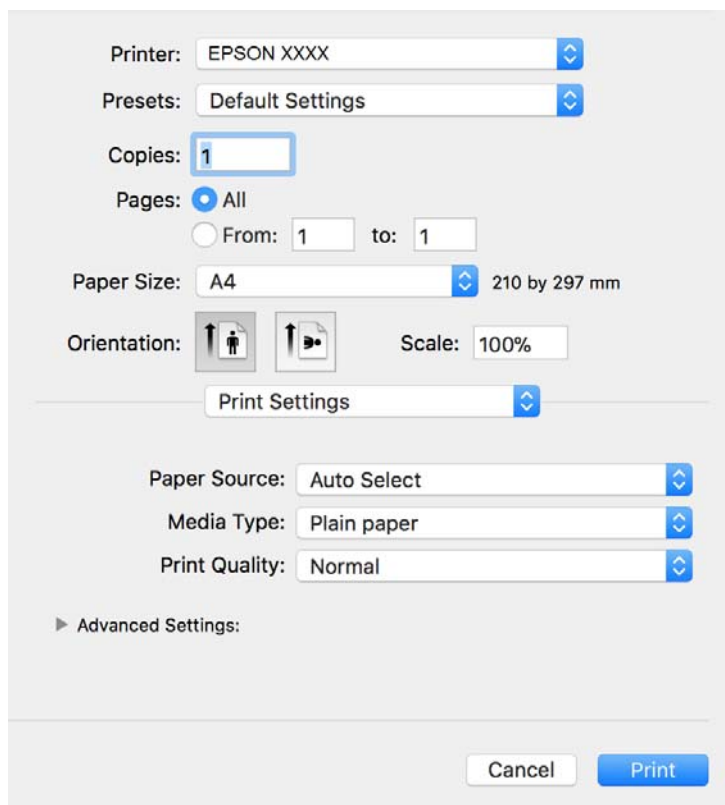 Printer: EPSON XXXX
Presets: Default Settings
Copies: 1
Pages: All
From: 1 to: 1
Paper Size: A4 210 by 297 mm
Orientation: Scale: 100%
Print Settings
Paper Source: Auto Select
Media Type: Plain paper
Print Quality: Normal
Advanced Settings:
Cancel Print